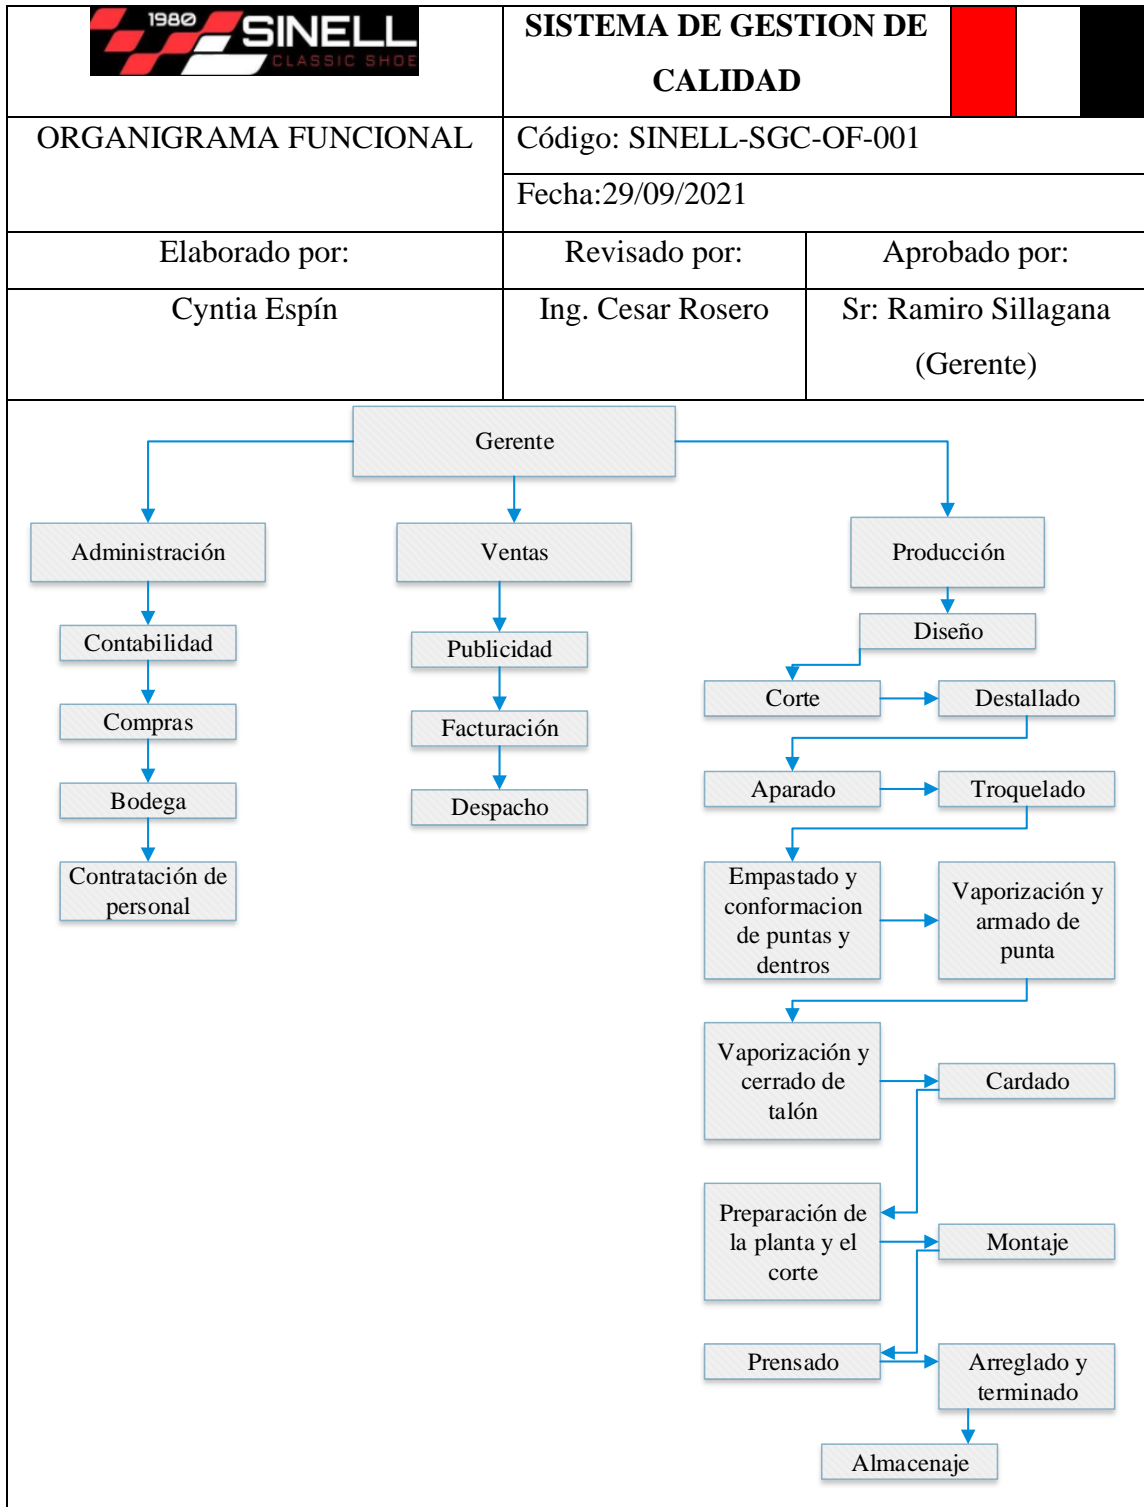 1980
SINELL
CLASSIC SHOE
SISTEMA DE GESTION DE
CALIDAD
ORGANIGRAMA FUNCIONAL
Código: SINELL-SGC-OF-001
Fecha:29/09/2021
Elaborado por:
Revisado por:
Aprobado por:
Cyntia Espín
Ing. Cesar Rosero
Sr: Ramiro Sillagana
(Gerente)
Gerente
Administración
Ventas
Producción
Contabilidad
Compras
Bodega
Contratación de
personal
Publicidad
Facturación
Despacho
Diseño
Corte
Destallado
Aparado
Troquelado
Empastado y
conformacion
de puntas y
dentros
Vaporización y
armado de
punta
Vaporización y
cerrado de
talón
Cardado
Preparación de
la planta y el
corte
Montaje
Prensado
Arreglado y
terminado
Almacenaje